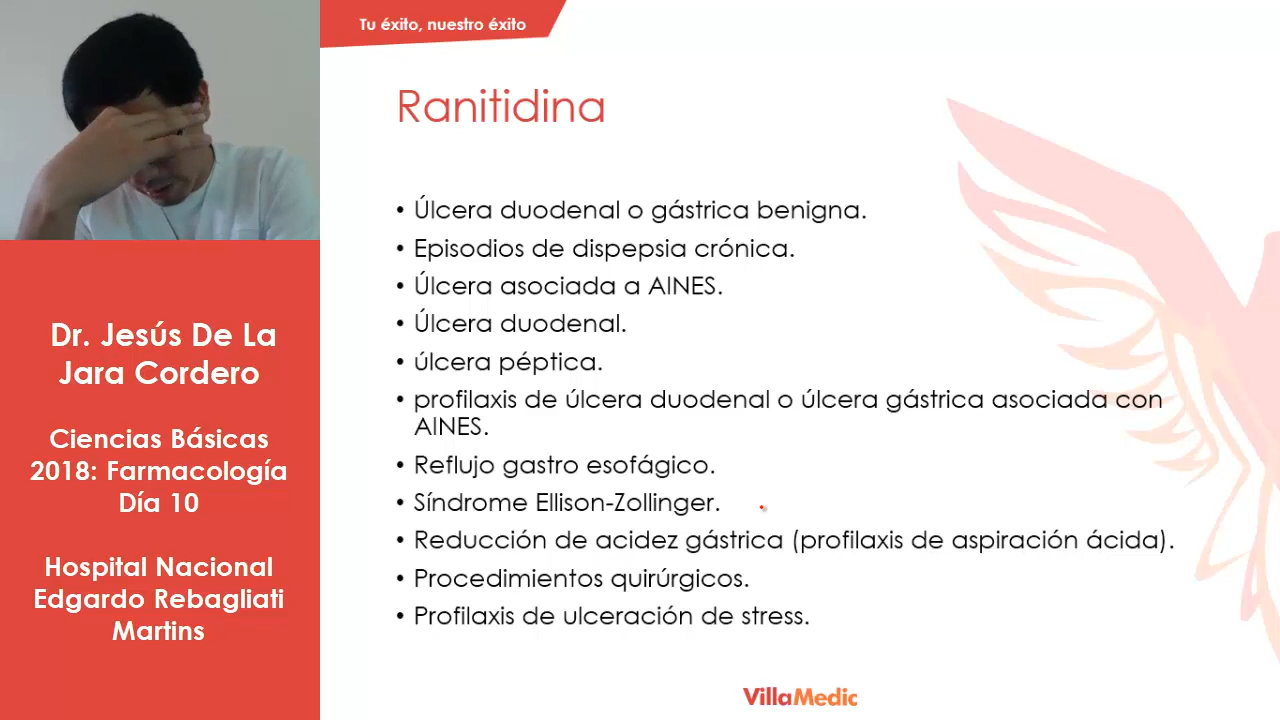 Tu éxito, nuestro éxito
Ranitidina
• Úlcera duodenal o gástrica benigna.
• Episodios de dispepsia crónica.
• Úlcera asociada a AINES.
• Úlcera duodenal.
• úlcera péptica.
• profilaxis de úlcera duodenal o úlcera gástrica asociada con
AINES.
• Reflujo gastro esofágico.
• Síndrome Ellison-Zollinger.
• Reducción de acidez gástrica (profilaxis de aspiración ácida).
• Procedimientos quirúrgicos.
• Profilaxis de ulceración de stress.
Dr. Jesús De La
Jara Cordero
Ciencias Básicas
2018: Farmacología
Día 10
Hospital Nacional
Edgardo Rebagliati
Martins
VillaMedic